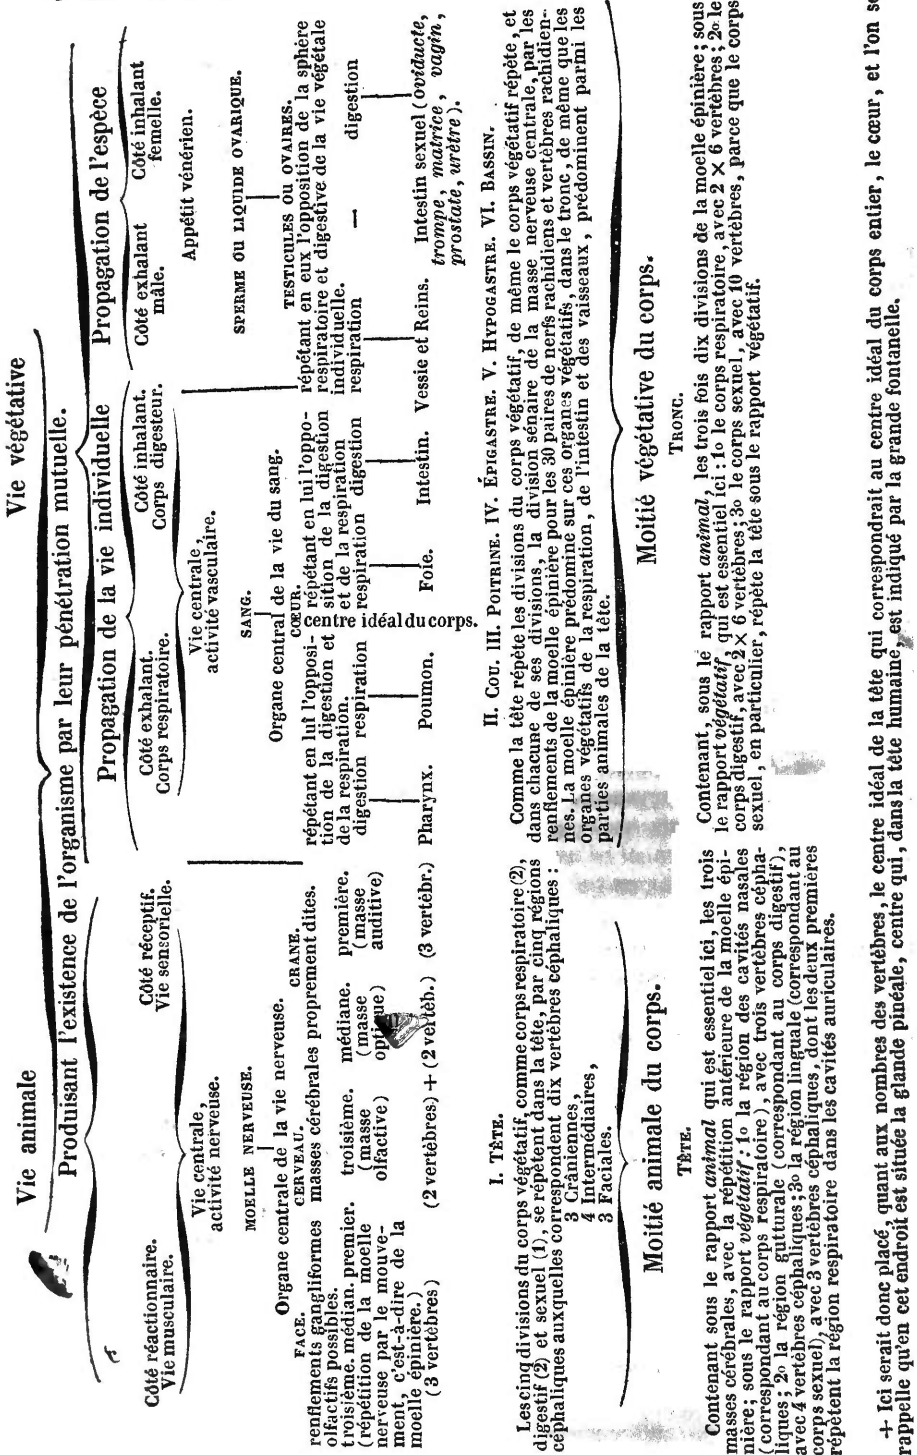 Vie animale
Vie végétative
Produisant l'existence de l'organisme par leur pénétration mutuelle.
Propagation de la vie individuelle
Propagation de l'espèce
Côté réactionnaire.
Vie musculaire.
Côté réceptif.
Vie sensorielle.
Côté exhalant.
Corps respiratoire.
Côté inhalant.
Corps digesteur.
Côté exhalant
mâle.
Côté inhalant
femelle.
Vie centrale,
activité nerveuse.
Vie centrale,
activité vasculaire.
Appétit vénérien.
MOELLE NERVEUSE.
SANG.
SPERME OU LIQUIDE OVARIQUE.
Organe centrale de la vie nerveuse.
Organe central de la vie du sang.
FACE.
CERVEAU.
CRANE.
CŒUR.
TESTICULES OU OVAIRES.
renflements gangliformes
olfactifs possibles.
troisième. médian. premier.
(répétition de la moelle
nerveuse par le mouve-
ment, c'est-à-dire de la
moelle épinière.)
(3 vertèbres)
masses cérébrales proprement dites.
troisième.
(masse
olfactive)
médiane.
(masse
optique)
première.
(masse
auditive)
(2 vertèbres) + (2 vertèb.)
(3 vertèbr.)
répétant en lui l'opposi-
tion de la digestion et
de la respiration.
digestion respiration
centre idéal du corps.
répétant en lui l'oppo-
sition de la digestion
et de la respiration
respiration digestion
répétant en eux l'opposition de la sphère
respiratoire et digestive de la vie végétale
individuelle.
respiration — digestion
Pharynx.
Poumon.
Foie.
Intestin.
Vessie et Reins.
Intestin sexuel (oviducte,
trompe, matrice, vagin,
prostate, urètre).
I. TÊTE.
II. COU. III. POITRINE. IV. ÉPIGASTRE. V. HYPOGASTRE. VI. BASSIN.
Les cinq divisions du corps végétatif, comme corps respiratoire (2),
digestif (2) et sexuel (1), se répètent dans la tête, par cinq régions
céphaliques auxquelles correspondent dix vertèbres céphaliques :
3 Crâniennes,
4 Intermédiaires,
3 Faciales.
Comme la tête répète les divisions du corps végétatif, de même le corps végétatif répète, et
dans chacune de ses divisions, la division sénaire de la masse nerveuse centrale, par les
renflements de la moelle épinière pour les 30 paires de nerfs rachidiens et vertèbres rachidien-
nes. La moelle épinière prédomine sur ces organes végétatifs, dans le tronc, de même que les
organes végétatifs de la respiration, de l'intestin et des vaisseaux, prédominent parmi les
parties animales de la tête.
Moitié animale du corps.
Moitié végétative du corps.
TÊTE.
TRONC.
Contenant sous le rapport animal qui est essentiel ici, les trois
masses cérébrales, avec la répétition antérieure de la moelle épi-
nière; sous le rapport végétatif : 1o la région des cavités nasales
(correspondant au corps respiratoire), avec trois vertèbres cépha-
liques; 2o la région gutturale (correspondant au corps digestif),
avec 4 vertèbres céphaliques; 3o la région linguale (correspondant au
corps sexuel), avec 3 vertèbres céphaliques, dont les deux premières
répètent la région respiratoire dans les cavités auriculaires.
Contenant, sous le rapport animal, les trois fois dix divisions de la moelle épinière; sous
le rapport végétatif, qui est essentiel ici : 1o le corps respiratoire, avec 2 × 6 vertèbres; 2o le
corps digestif, avec 2 × 6 vertèbres; 3o le corps sexuel, avec 10 vertèbres, parce que le corps
sexuel, en particulier, répète la tête sous le rapport végétatif.
+ Ici serait donc placé, quant aux nombres des vertèbres, le centre idéal de la tête qui correspondrait au centre idéal du corps entier, le cœur, et l'on se
rappelle qu'en cet endroit est située la glande pinéale, centre qui, dans la tête humaine, est indiqué par la grande fontanelle.